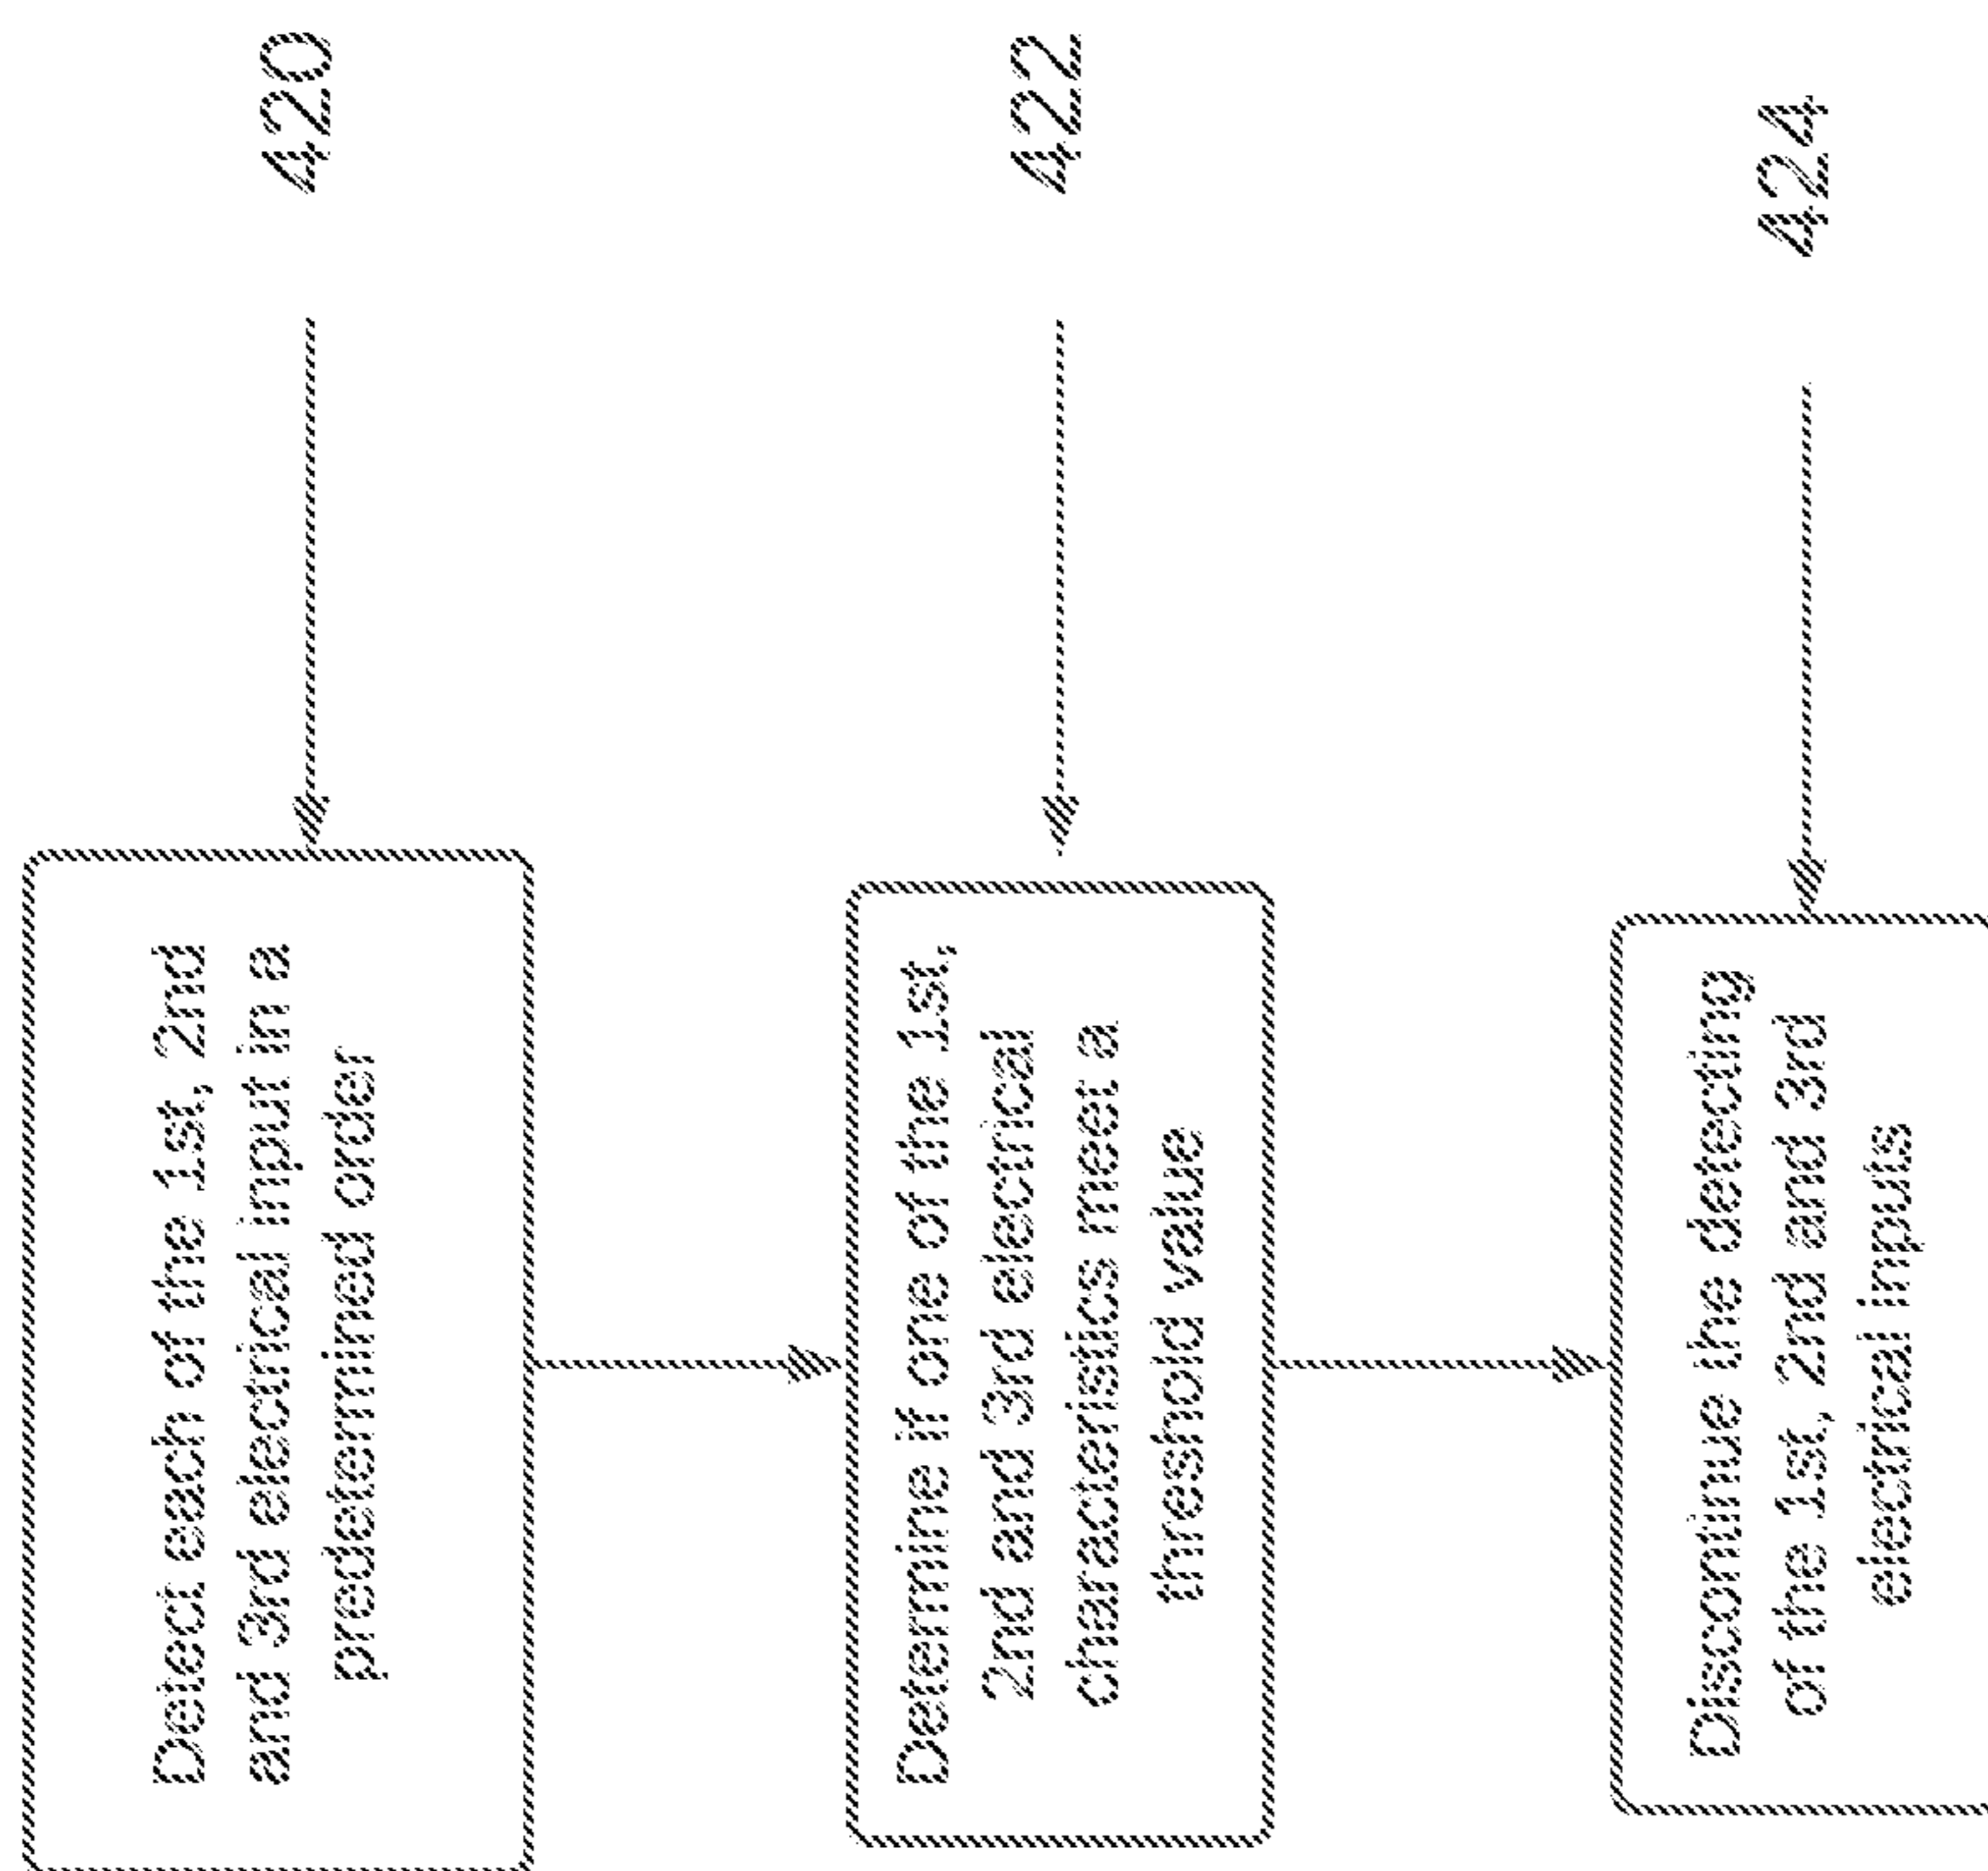 Detect each of the 1st, 2nd
and 3rd electrical input in a
predetermined order
420
Determine if one of the 1st,
2nd and 3rd electrical
characteristics meet a
threshold value
422
Discontinue the detecting
of the 1st, 2nd and 3rd
electrical inputs
424